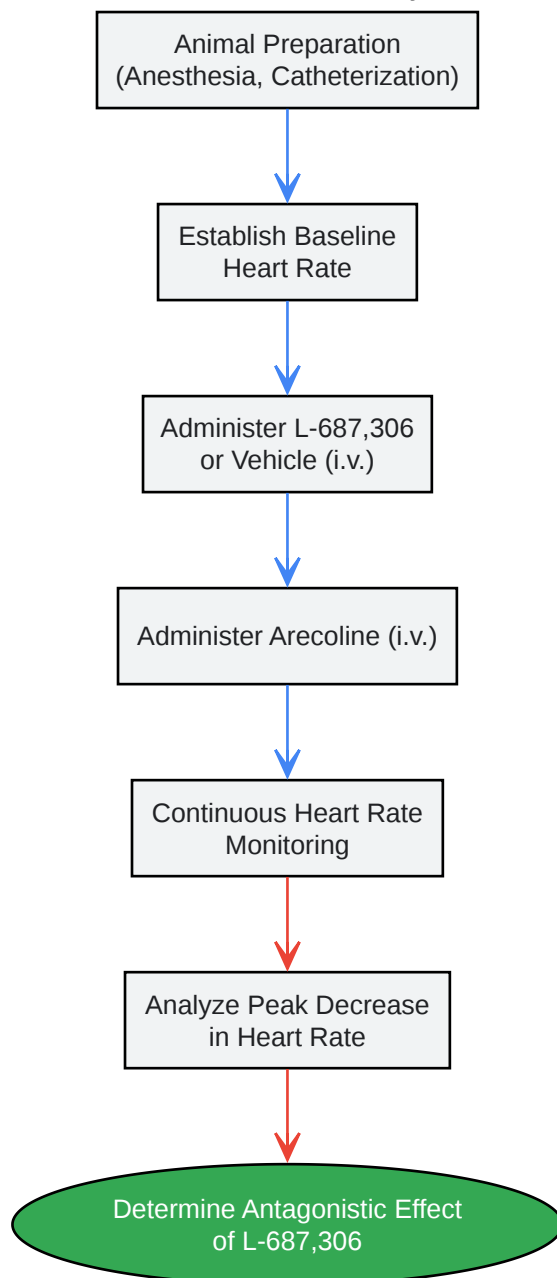 Animal Preparation
(Anesthesia, Catheterization)
Establish Baseline
Heart Rate
Administer L-687,306
or Vehicle (i.v.)
Administer Arecoline (i.v.)
Continuous Heart Rate
Monitoring
Analyze Peak Decrease
in Heart Rate
Determine Antagonistic Effect
of L-687,306